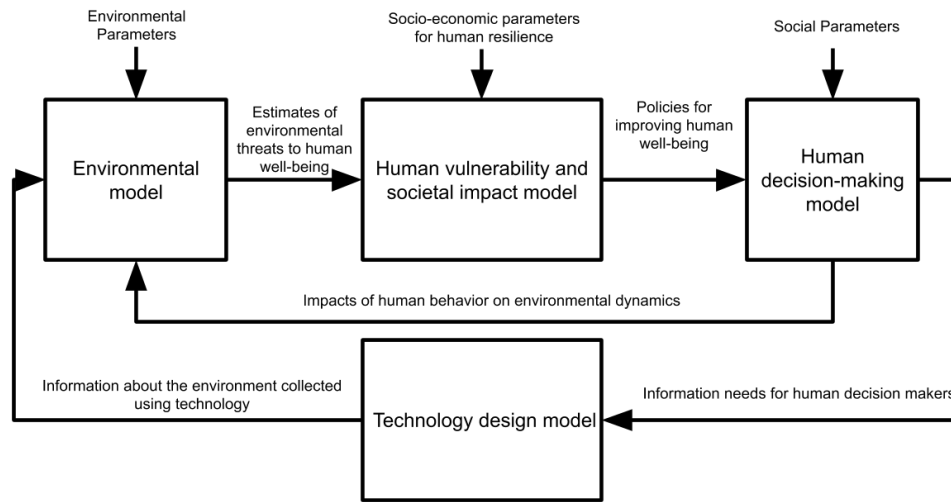 Environmental
Parameters
Socio-economic parameters
for human resilience
Social Parameters
Environmental
model
Estimates of
environmental
threats to human
well-being
Human vulnerability and
societal impact model
Policies for
improving human
well-being
Human
decision-making
model
Impacts of human behavior on environmental dynamics
Information about the environment collected
using technology
Technology design model
Information needs for human decision makers